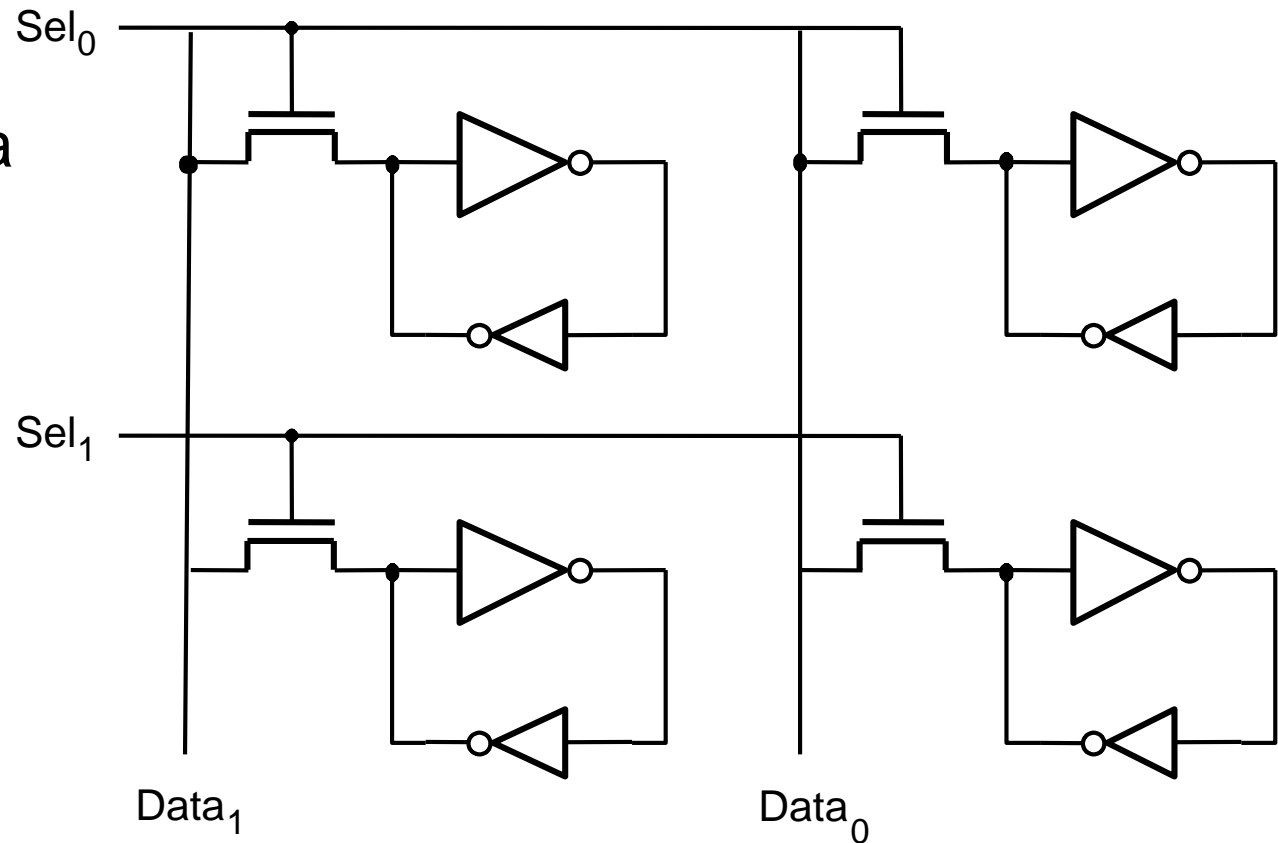 Sel₀
a
Sel₁
Data₁
Data₀